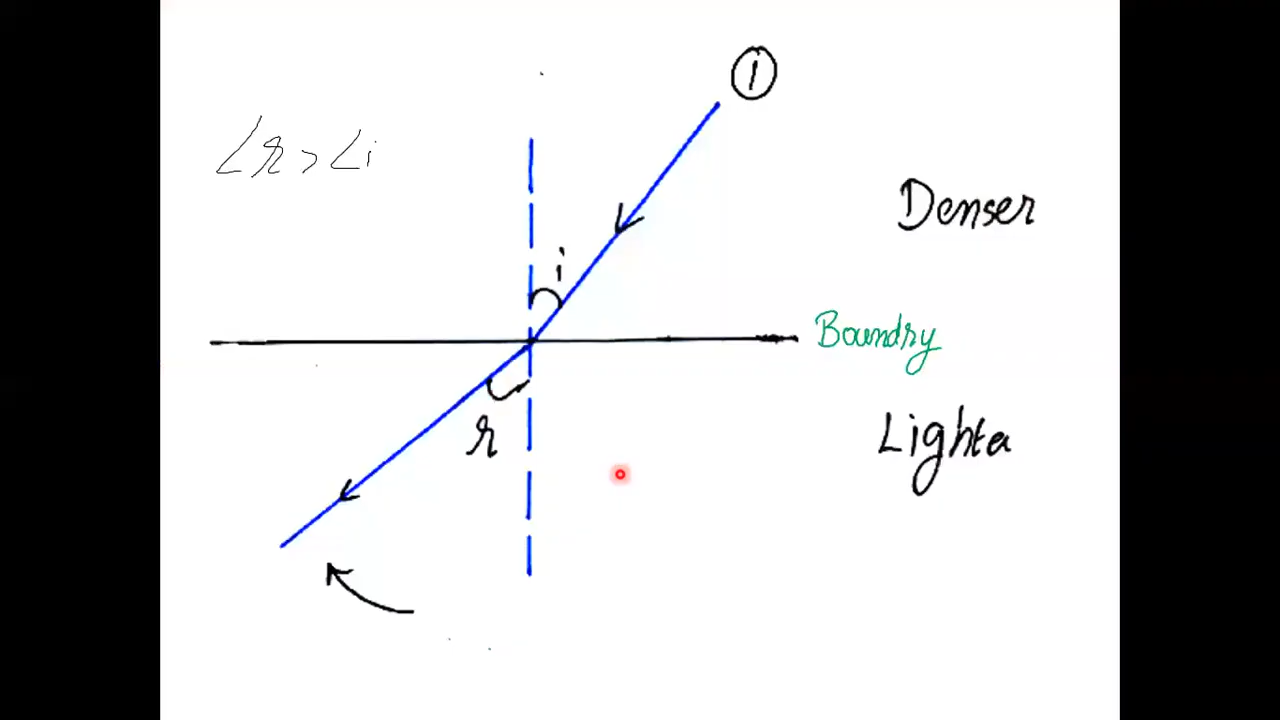 ①
∠r > ∠i
Denser
i
Boundry
r
Lighter